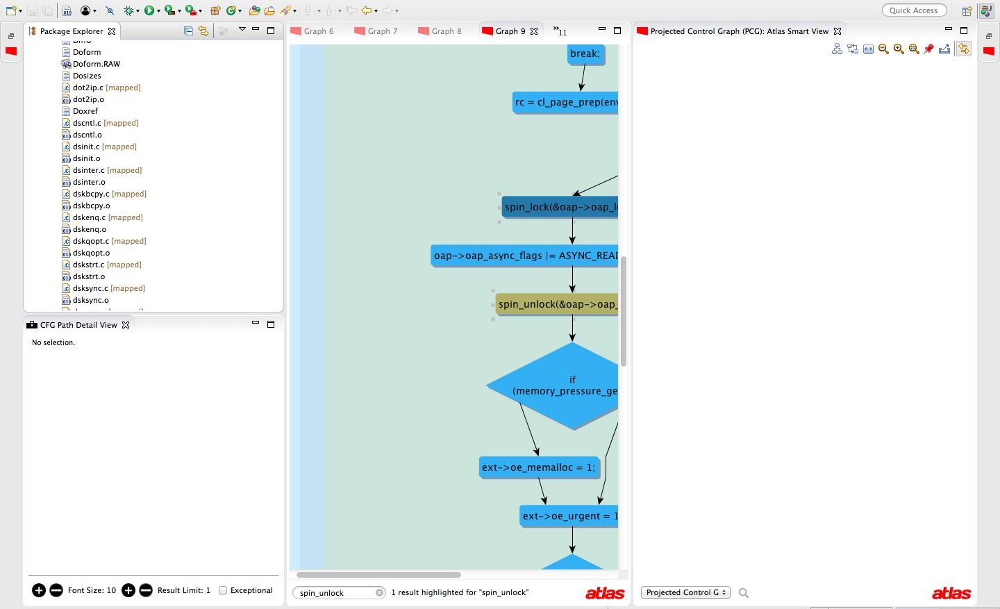 Quick Access
Package Explorer
Graph 6
Graph 7
Graph 8
Graph 9
11
Projected Control Graph (PCG): Atlas Smart View
Doform
Doform.RAW
Dosizes
dot2ip.c [mapped]
dot2ip.o
Doxref
dscntl.c [mapped]
dscntl.o
dsinit.c [mapped]
dsinit.o
dsinter.c [mapped]
dsinter.o
dskbcpy.c [mapped]
dskbcpy.o
dskenq.c [mapped]
dskenq.o
dskqopt.c [mapped]
dskqopt.o
dskstrt.c [mapped]
dskstrt.o
dsksync.c [mapped]
dsksync.o
CFG Path Detail View
No selection.
Font Size: 10
Result Limit: 1
Exceptional
break;
rc = cl_page_prep(env
spin_lock(&oap->oap_lo
oap->oap_async_flags |= ASYNC_READ
spin_unlock(&oap->oap_
if
(memory_pressure_ge
ext->oe_memalloc = 1;
ext->oe_urgent = 1
spin_unlock
1 result highlighted for "spin_unlock"
atlas
Projected Control G
atlas